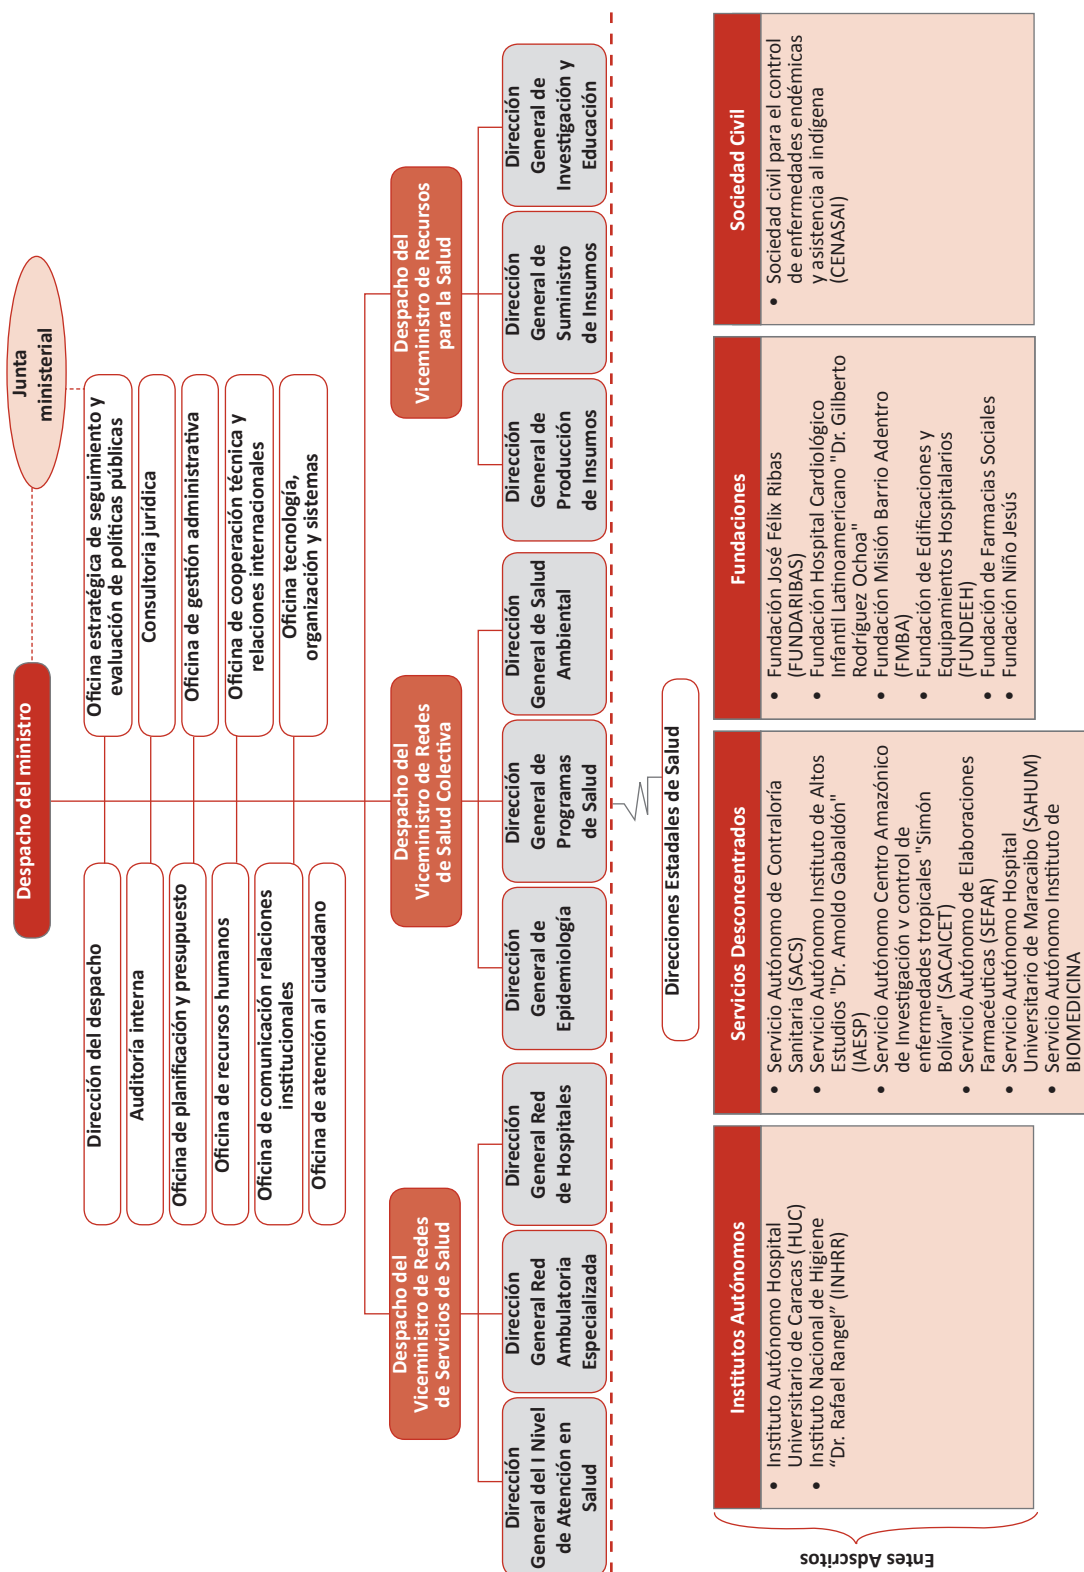 Despacho del ministro
Junta
ministerial
Dirección del despacho
Auditoría interna
Oficina de planificación y presupuesto
Oficina de recursos humanos
Oficina de comunicación relaciones
institucionales
Oficina de atención al ciudadano
Oficina estratégica de seguimiento y
evaluación de políticas públicas
Consultoria jurídica
Oficina de gestión administrativa
Oficina de cooperación técnica y
relaciones internacionales
Oficina tecnología,
organización y sistemas
Despacho del
Viceministro de Redes
de Servicios de Salud
Despacho del
Viceministro de Redes
de Salud Colectiva
Despacho del
Viceministro de Recursos
para la Salud
Dirección
General del I Nivel
de Atención en
Salud
Dirección
General Red
Ambulatoria
Especializada
Dirección
General Red
de Hospitales
Dirección
General de
Epidemiología
Dirección
General de
Programas
de Salud
Dirección
General de Salud
Ambiental
Dirección
General de
Producción
de Insumos
Dirección
General de
Suministro
de Insumos
Dirección
General de
Investigación y
Educación
Direcciones Estadales de Salud
Entes Adscritos
Institutos Autónomos
• Instituto Autónomo Hospital
Universitario de Caracas (HUC)
• Instituto Nacional de Higiene
“Dr. Rafael Rangel” (INHRR)
Servicios Desconcentrados
• Servicio Autónomo de Contraloría
Sanitaria (SACS)
• Servicio Autónomo Instituto de Altos
Estudios "Dr. Arnoldo Gabaldón"
(IAESP)
• Servicio Autónomo Centro Amazónico
de Investigación v control de
enfermedades tropicales "Simón
Bolívar" (SACAICET)
• Servicio Autónomo de Elaboraciones
Farmacéuticas (SEFAR)
• Servicio Autónomo Hospital
Universitario de Maracaibo (SAHUM)
• Servicio Autónomo Instituto de
BIOMEDICINA
Fundaciones
• Fundación José Félix Ribas
(FUNDARIBAS)
• Fundación Hospital Cardiológico
Infantil Latinoamericano "Dr. Gilberto
Rodríguez Ochoa"
• Fundación Misión Barrio Adentro
(FMBA)
• Fundación de Edificaciones y
Equipamientos Hospitalarios
(FUNDEEH)
• Fundación de Farmacias Sociales
• Fundación Niño Jesús
Sociedad Civil
• Sociedad civil para el control
de enfermedades endémicas
y asistencia al indígena
(CENASAI)